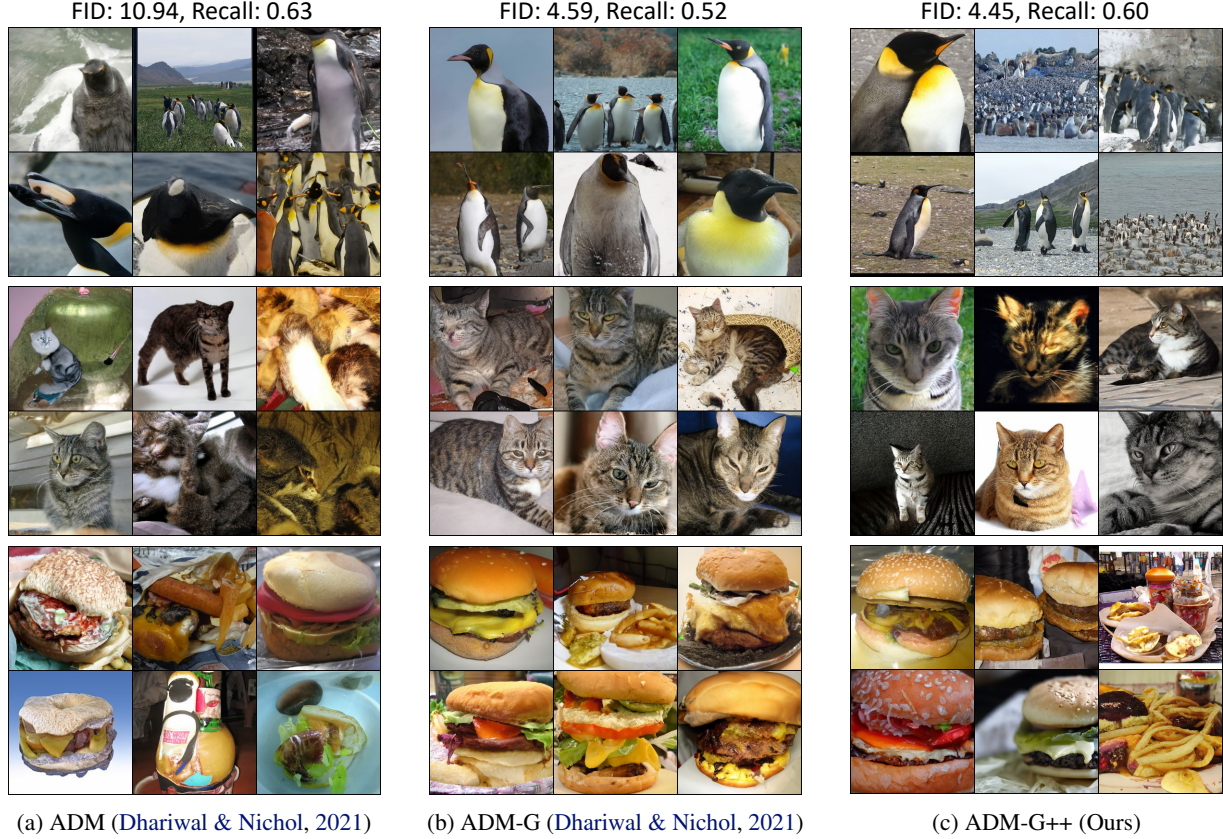 FID: 10.94, Recall: 0.63
FID: 4.59, Recall: 0.52
FID: 4.45, Recall: 0.60
(a) ADM (Dhariwal & Nichol, 2021)
(b) ADM-G (Dhariwal & Nichol, 2021)
(c) ADM-G++ (Ours)